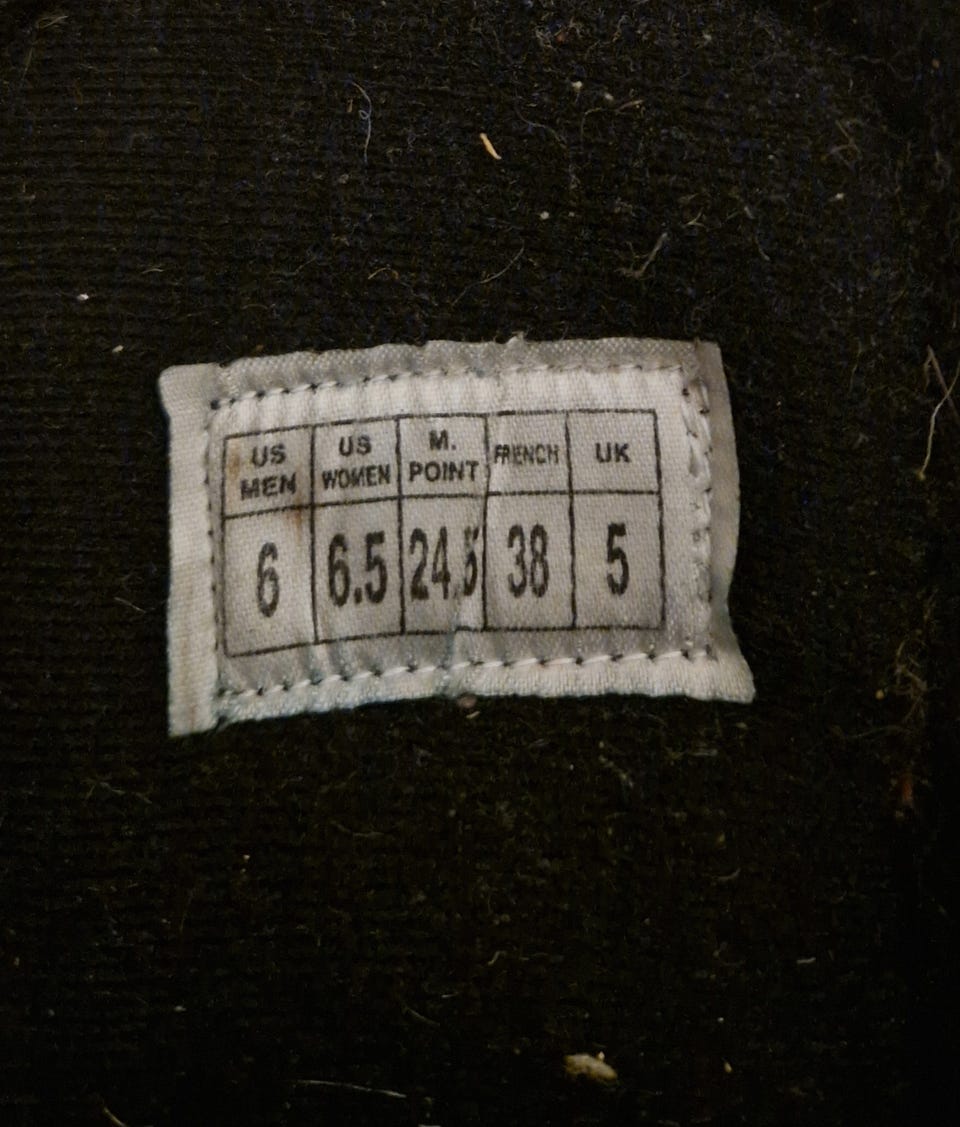 US MEN US WOMEN M. POINT FRENCH UK
6 6.5 24.5 38 5